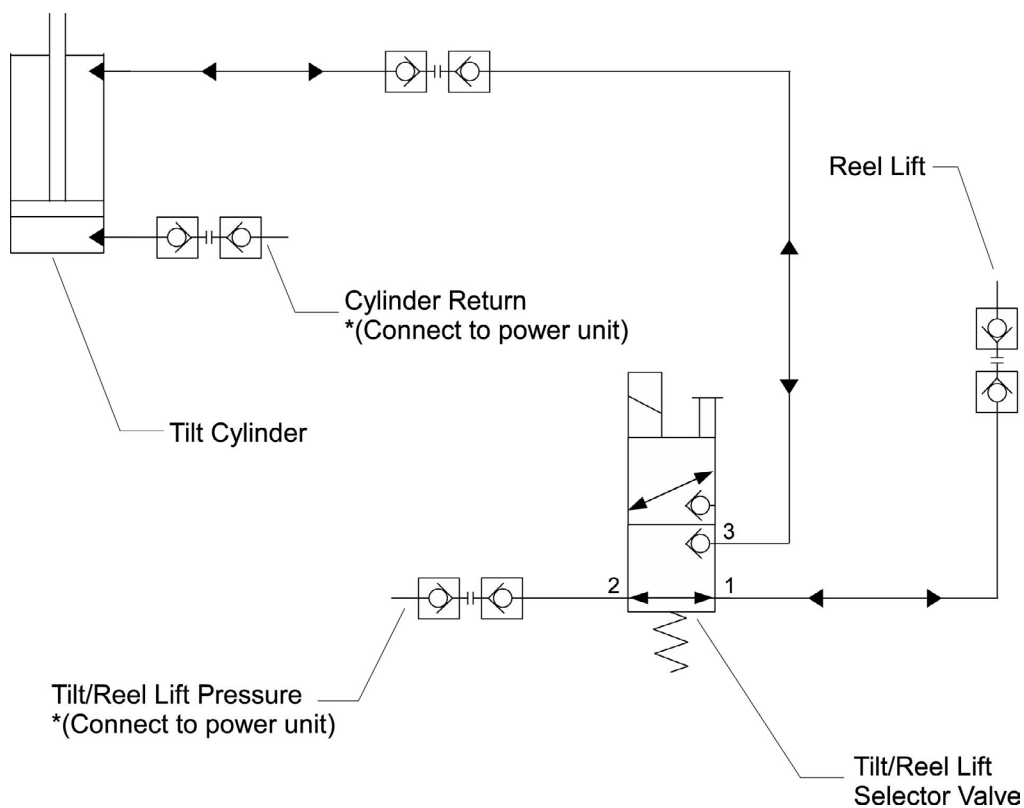 Reel Lift
Cylinder Return
*(Connect to power unit)
Tilt Cylinder
3
2
1
Tilt/Reel Lift Pressure
*(Connect to power unit)
Tilt/Reel Lift
Selector Valve